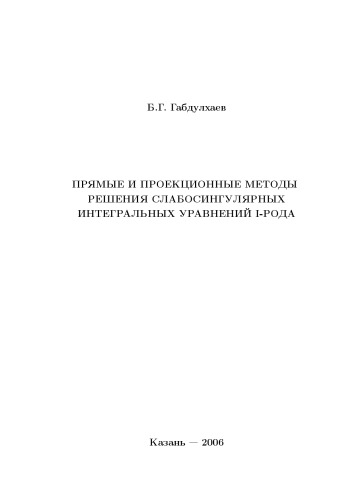 Б.Г. Габдулхаев
ПРЯМЫЕ И ПРОЕКЦИОННЫЕ МЕТОДЫ
РЕШЕНИЯ СЛАБОСИНГУЛЯРНЫХ
ИНТЕГРАЛЬНЫХ УРАВНЕНИЙ I-РОДА
Казань — 2006